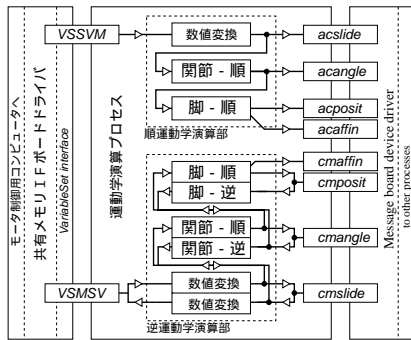 モータ制御用コンピュータへ
共有メモリＩＦボードドライバ
VariableSet interface
VSSVM
VSMSV
運動学演算プロセス
数値変換
関節 - 順
脚 - 順
順運動学演算部
脚 - 順
脚 - 逆
関節 - 順
関節 - 逆
数値変換
数値変換
逆運動学演算部
acslide
acangle
acposit
acaffin
cmaffin
cmposit
cmangle
cmslide
Message board device driver
to other processes